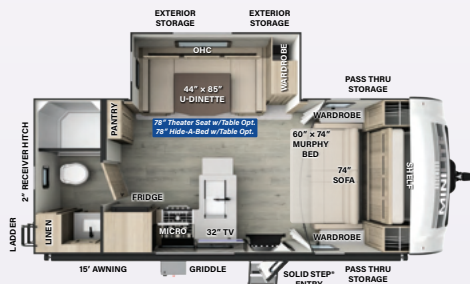 EXTERIOR
STORAGE
EXTERIOR
STORAGE
OHC
WARDROBE
44" x 85"
U-DINETTE
PASS THRU
STORAGE
PANTRY
78" Theater Seat w/Table Opt.
78" Hide-A-Bed w/Table Opt.
WARDROBE
60" x 74"
MURPHY
BED
74"
SOFA
SHELF
MINI
2" RECEIVER HITCH
LADDER
LINEN
FRIDGE
MICRO
32" TV
WARDROBE
15' AWNING
GRIDDLE
SOLID STEP®
ENTRY
PASS THRU
STORAGE